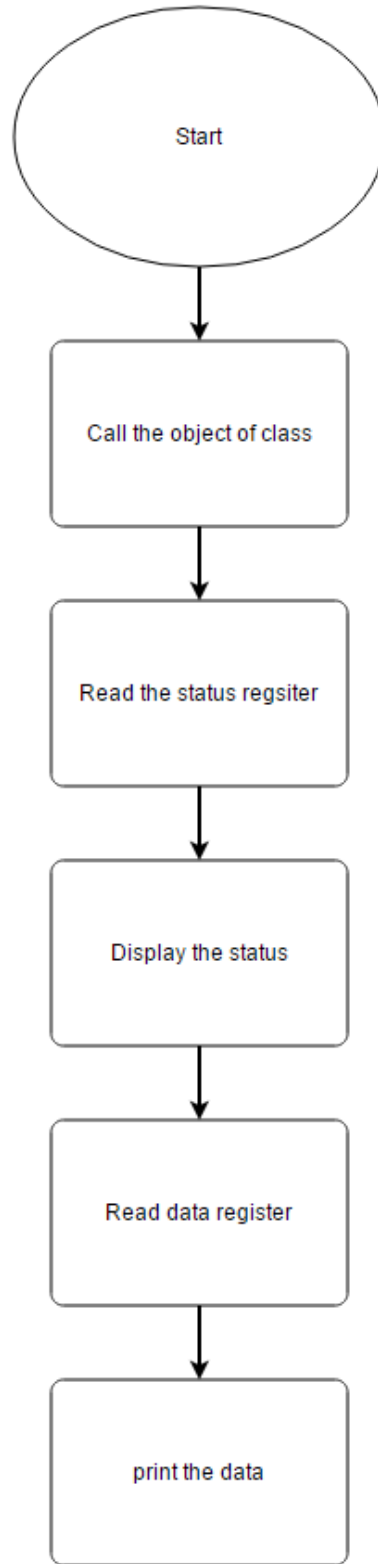 Start
Call the object of class
Read the status regsiter
Display the status
Read data register
print the data